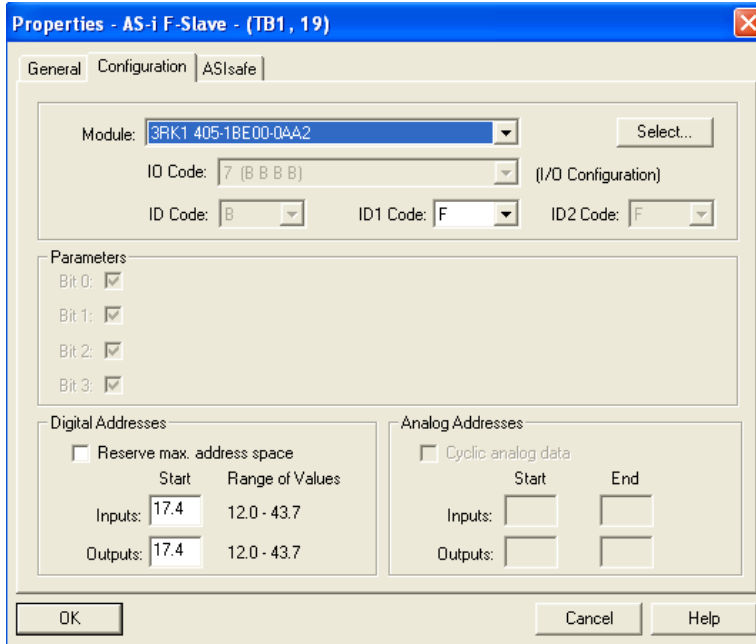 Properties - AS-i F-Slave - (TB1, 19)
General Configuration ASIsafe
Module: 3RK1 405-1BE00-0AA2 Select...
IO Code: 7 (B B B B) (I/O Configuration)
ID Code: B ID1 Code: F ID2 Code: F
Parameters
Bit 0:
Bit 1:
Bit 2:
Bit 3:
Digital Addresses Analog Addresses
Reserve max. address space Cyclic analog data
Start Range of Values Start End
Inputs: 17.4 12.0 - 43.7 Inputs:
Outputs: 17.4 12.0 - 43.7 Outputs:
OK Cancel Help